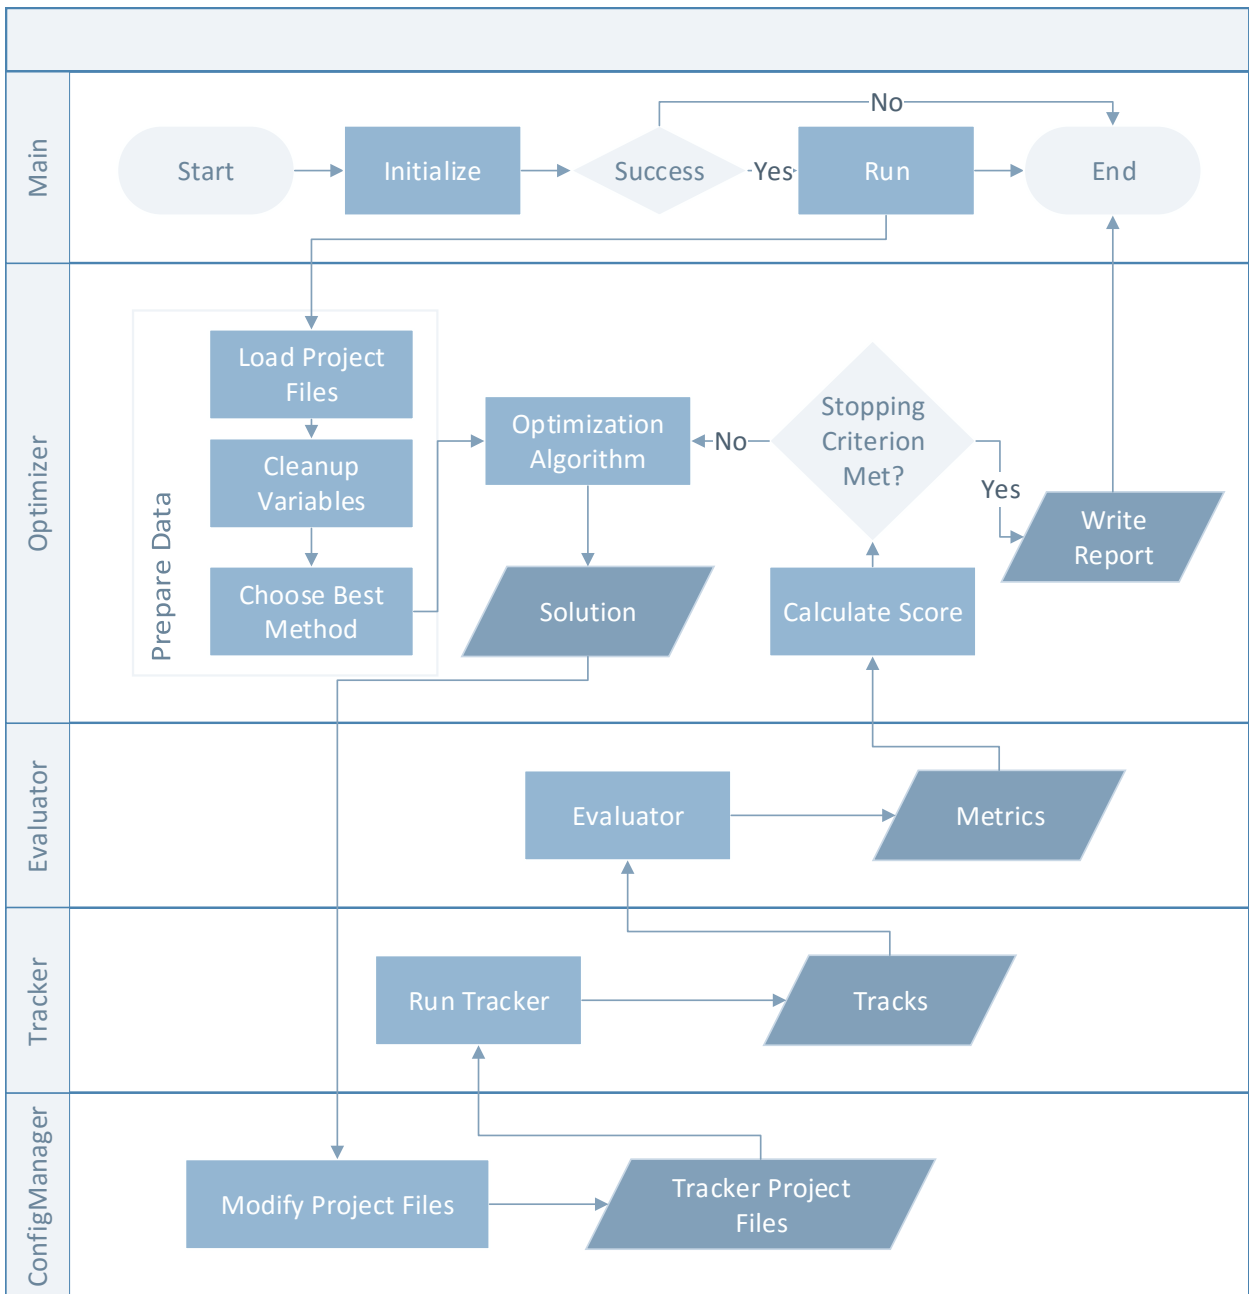 Main
Start
Initialize
Success
No
Yes
Run
End
Optimizer
Prepare Data
Load Project
Files
Cleanup
Variables
Choose Best
Method
Optimization
Algorithm
Solution
No
Stopping
Criterion
Met?
Yes
Write
Report
Calculate Score
Evaluator
Evaluator
Metrics
Tracker
Run Tracker
Tracks
ConfigManager
Modify Project Files
Tracker Project
Files